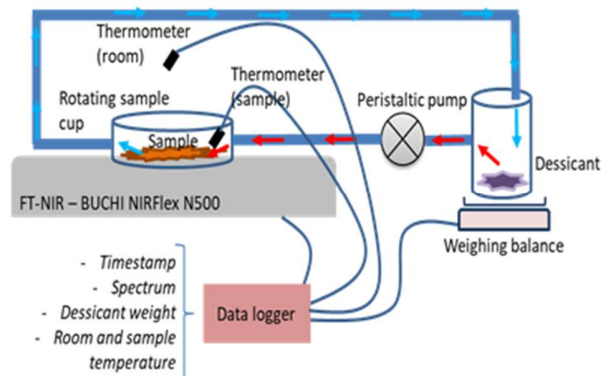 Thermometer
(room)
Thermometer
(sample)
Rotating sample
cup
Peristaltic pump
Sample
Dessicant
FT-NIR – BUCHI NIRFlex N500
Weighing balance
- Timestamp
- Spectrum
- Dessicant weight
- Room and sample
temperature
Data logger